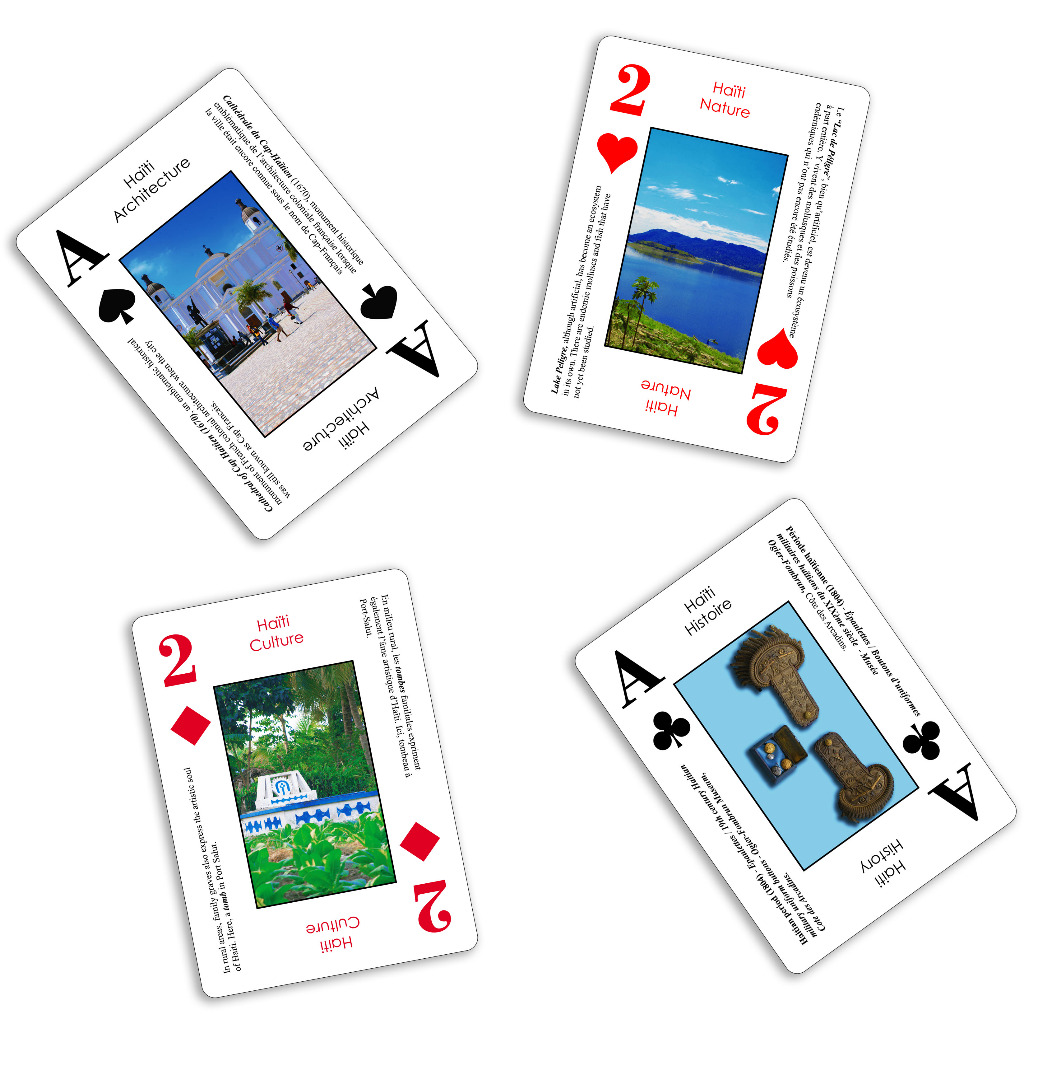 A
Haïti
Architecture
Cathédrale du Cap-Haïtien (1670), monument historique
emblématique de l'architecture coloniale française lorsque
la ville était encore connue sous le nom de Cap-Français
Cathedral of Cap Haïtien (1670), an emblematic historical
monument of French colonial architecture when the city
was still known as Cap Francais.
Haïti
Architecture
A
2
Haïti
Nature
Le "Lac de Péligre", bien qu'artificiel, est devenu un écosystème
à part entière. Y vivent des mollusques et des poissons
endémiques qui n'ont pas encore été étudiés.
Lake Peligre, although artificial, has become an ecosystem
in its own. There are endemic molluscs and fish that have
not yet been studied.
Haïti
Nature
2
2
Haïti
Culture
En milieu rural, les tombes familiales expriment
également l'âme artistique d'Haïti. Ici, tombeau à
Port-Salut.
In rural areas, family graves also express the artistic soul
of Haiti. Here, a tomb in Port Salut.
Haïti
Culture
2
A
Haïti
Histoire
Période haïtienne (1804) - Épaulettes / Boutons d'uniformes
militaires haïtiens du XIXème siècle - Musée
Ogier-Fombrun, Côte des Arcadins.
Haitian period (1804) - Epaulettes / 19th century Haitian
military uniform butons - Ogier-Fombrun Museum,
Cote des Arcadins.
Haïti
History
A